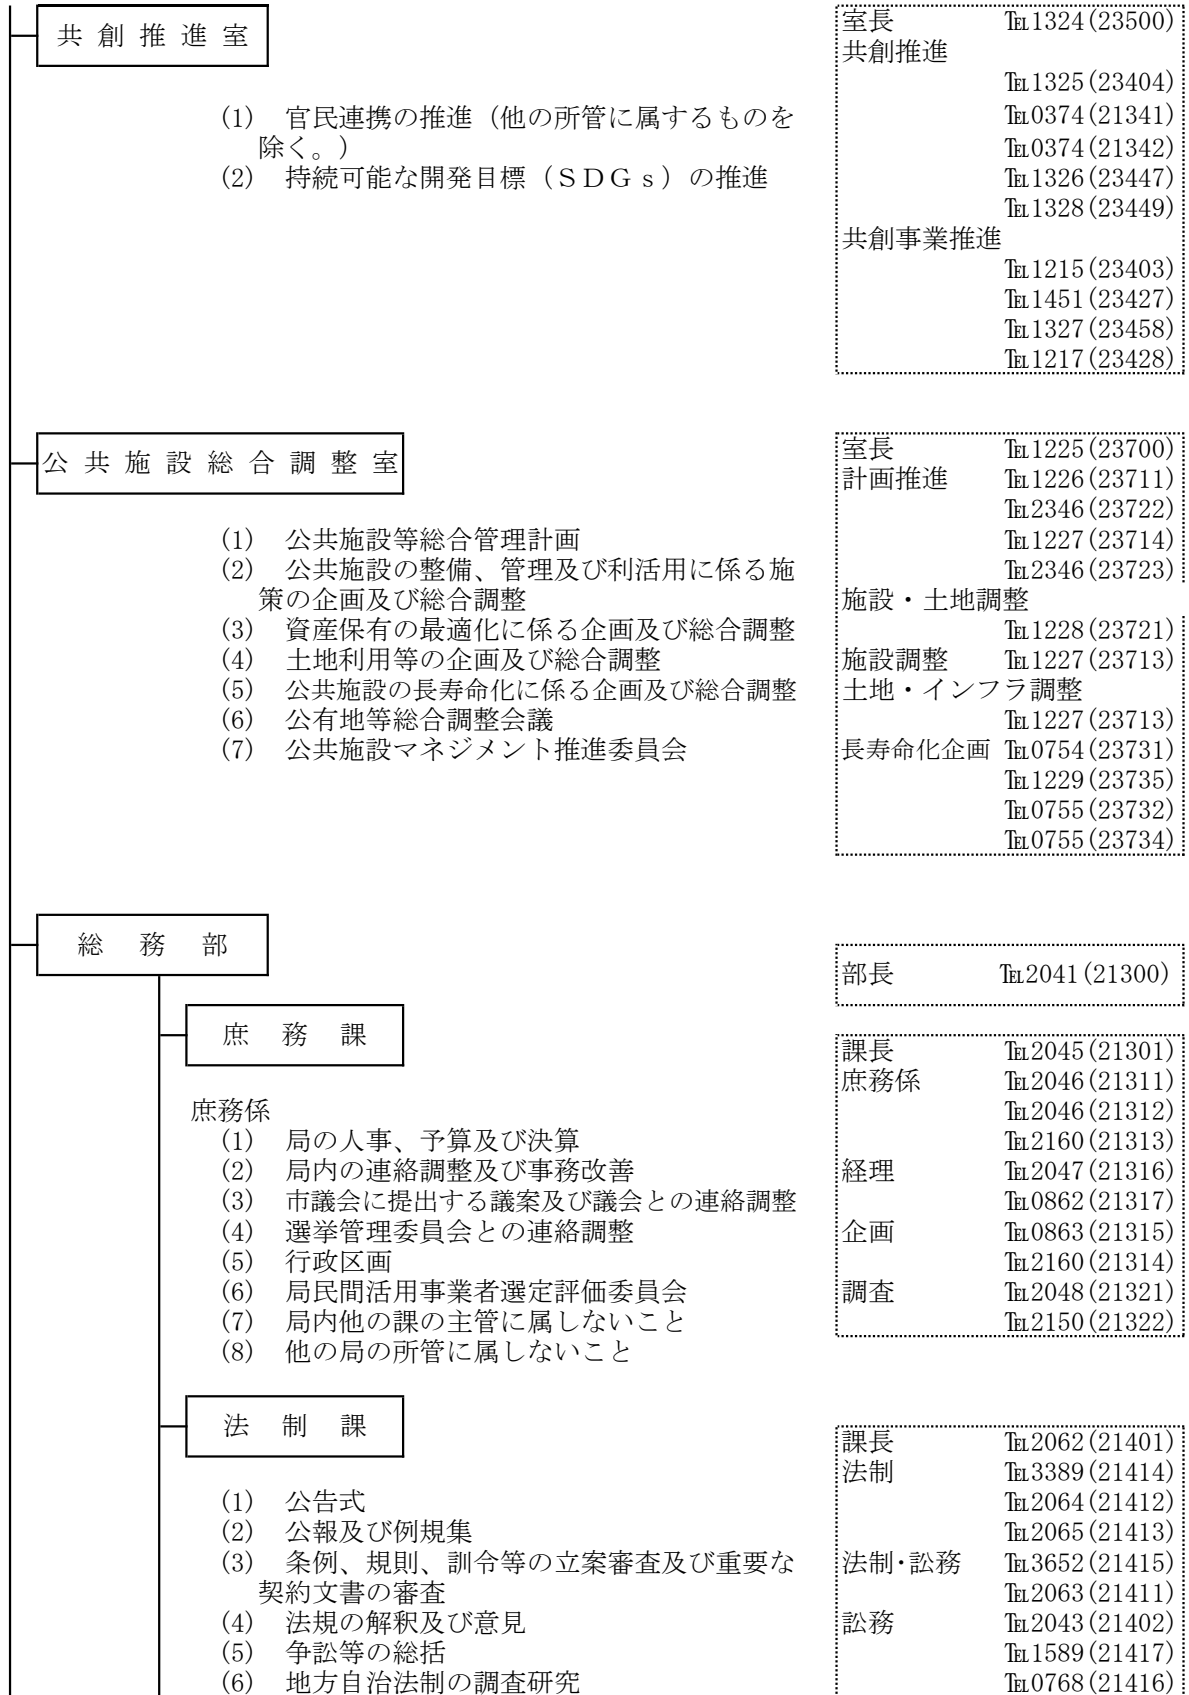 共創推進室
室長 ℡1324(23500)
共創推進
℡1325(23404)
℡0374(21341)
℡0374(21342)
℡1326(23447)
℡1328(23449)
共創事業推進
℡1215(23403)
℡1451(23427)
℡1327(23458)
℡1217(23428)
(1) 官民連携の推進（他の所管に属するものを
除く。）
(2) 持続可能な開発目標（ＳＤＧｓ）の推進
公共施設総合調整室
室長 ℡1225(23700)
計画推進 ℡1226(23711)
℡2346(23722)
℡1227(23714)
℡2346(23723)
施設・土地調整
℡1228(23721)
施設調整 ℡1227(23713)
土地・インフラ調整
℡1227(23713)
長寿命化企画 ℡0754(23731)
℡1229(23735)
℡0755(23732)
℡0755(23734)
(1) 公共施設等総合管理計画
(2) 公共施設の整備、管理及び利活用に係る施
策の企画及び総合調整
(3) 資産保有の最適化に係る企画及び総合調整
(4) 土地利用等の企画及び総合調整
(5) 公共施設の長寿命化に係る企画及び総合調整
(6) 公有地等総合調整会議
(7) 公共施設マネジメント推進委員会
総務部
部長 ℡2041(21300)
庶務課
課長 ℡2045(21301)
庶務係 ℡2046(21311)
℡2046(21312)
℡2160(21313)
経理 ℡2047(21316)
℡0862(21317)
企画 ℡0863(21315)
℡2160(21314)
調査 ℡2048(21321)
℡2150(21322)
庶務係
(1) 局の人事、予算及び決算
(2) 局内の連絡調整及び事務改善
(3) 市議会に提出する議案及び議会との連絡調整
(4) 選挙管理委員会との連絡調整
(5) 行政区画
(6) 局民間活用事業者選定評価委員会
(7) 局内他の課の主管に属しないこと
(8) 他の局の所管に属しないこと
法制課
課長 ℡2062(21401)
法制 ℡3389(21414)
℡2064(21412)
℡2065(21413)
法制･訟務 ℡3652(21415)
℡2063(21411)
訟務 ℡2043(21402)
℡1589(21417)
℡0768(21416)
(1) 公告式
(2) 公報及び例規集
(3) 条例、規則、訓令等の立案審査及び重要な
契約文書の審査
(4) 法規の解釈及び意見
(5) 争訟等の総括
(6) 地方自治法制の調査研究